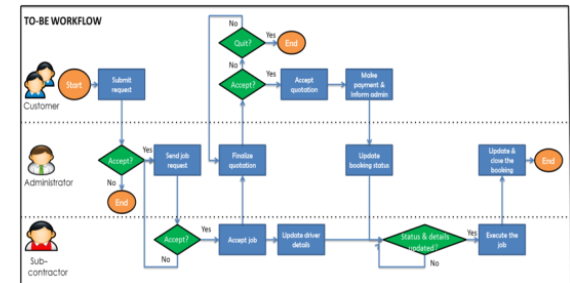 TO-BE WORKFLOW
No
Quit?
Yes
End
No
Start
Submit
request
Accept?
Yes
Accept
quotation
Make
payment &
inform admin
Customer
Accept?
Yes
Send job
request
Finalize
quotation
Update
booking status
Update &
close the
booking
End
Administrator
No
End
Accept?
Yes
Accept job
Update driver
details
Status & details
updated?
Yes
Execute the
job
No
No
Sub-
contractor